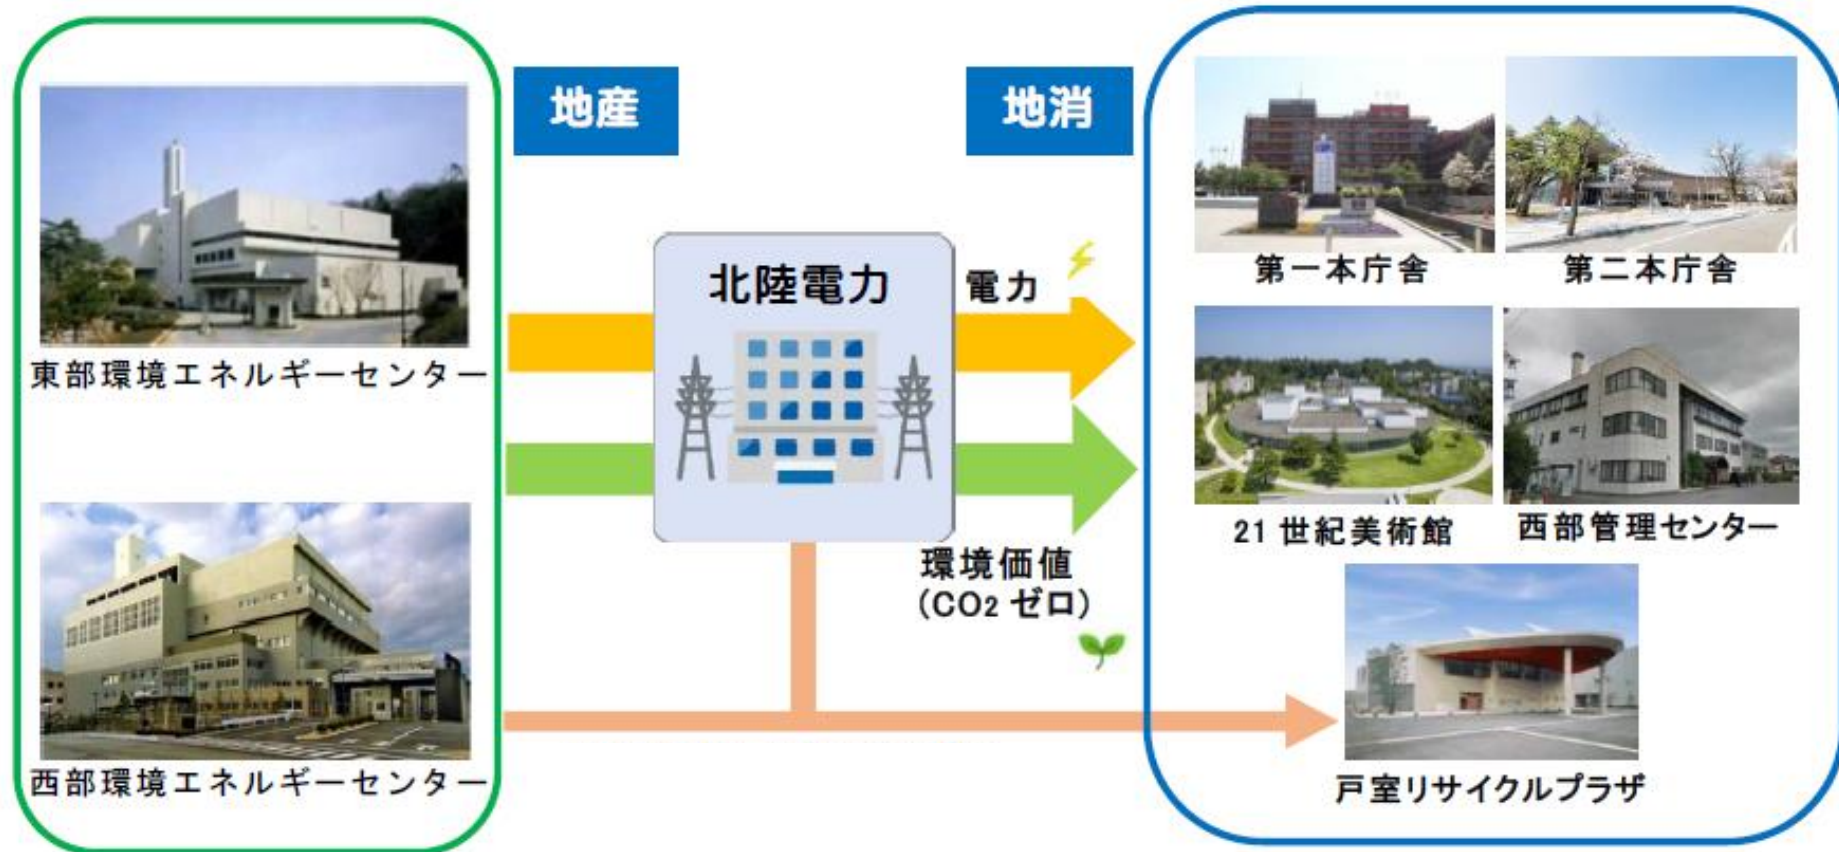 地産
地消
東部環境エネルギーセンター
西部環境エネルギーセンター
北陸電力
電力
環境価値
(CO2 ゼロ)
第一本庁舎
第二本庁舎
21 世紀美術館
西部管理センター
戸室リサイクルプラザ